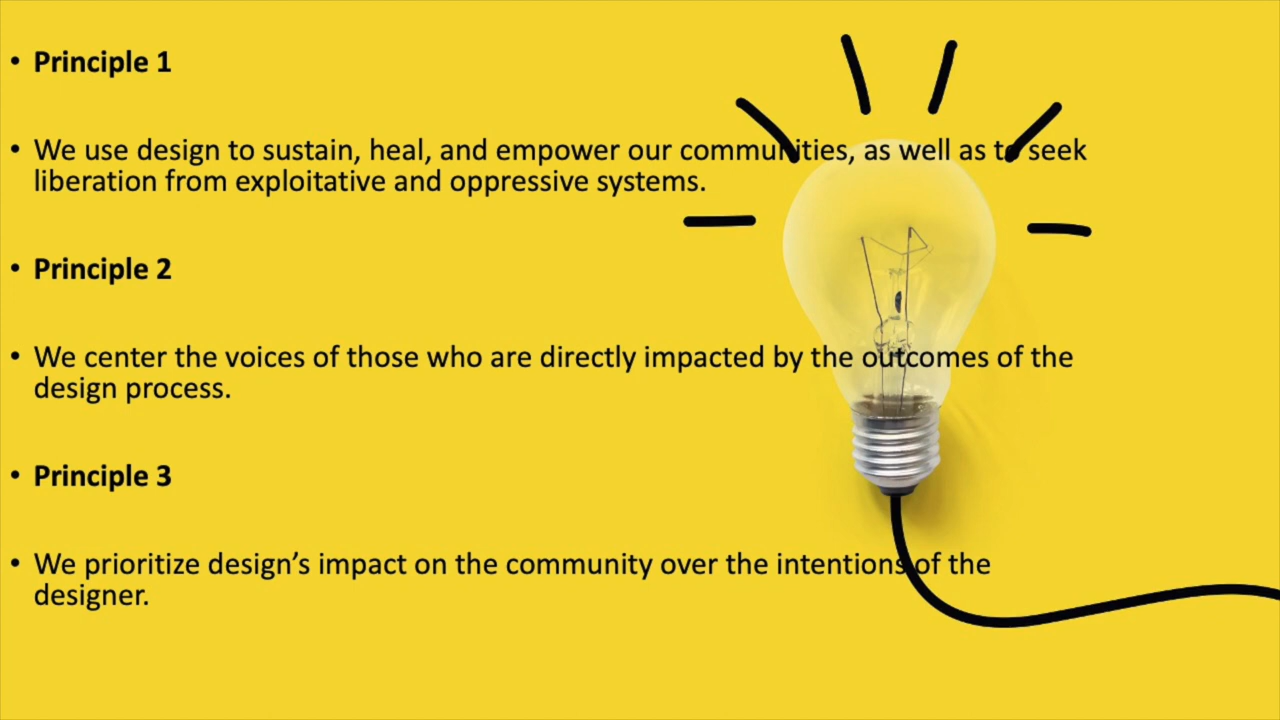 • Principle 1
• We use design to sustain, heal, and empower our communities, as well as to seek
liberation from exploitative and oppressive systems.
• Principle 2
• We center the voices of those who are directly impacted by the outcomes of the
design process.
• Principle 3
• We prioritize design’s impact on the community over the intentions of the
designer.